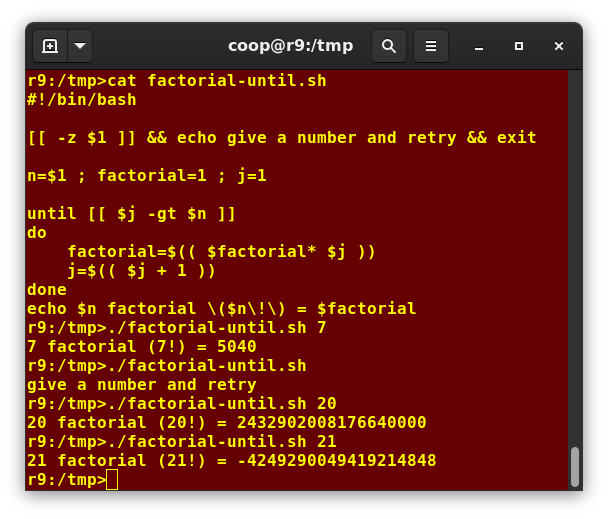 coop@r9:/tmp
r9:/tmp>cat factorial-until.sh
#!/bin/bash
[[ -z $1 ]] && echo give a number and retry && exit
n=$1 ; factorial=1 ; j=1
until [[ $j -gt $n ]]
do
    factorial=$(( $factorial* $j ))
    j=$(( $j + 1 ))
done
echo $n factorial \($n\!\) = $factorial
r9:/tmp>./factorial-until.sh 7
7 factorial (7!) = 5040
r9:/tmp>./factorial-until.sh
give a number and retry
r9:/tmp>./factorial-until.sh 20
20 factorial (20!) = 2432902008176640000
r9:/tmp>./factorial-until.sh 21
21 factorial (21!) = -4249290049419214848
r9:/tmp>